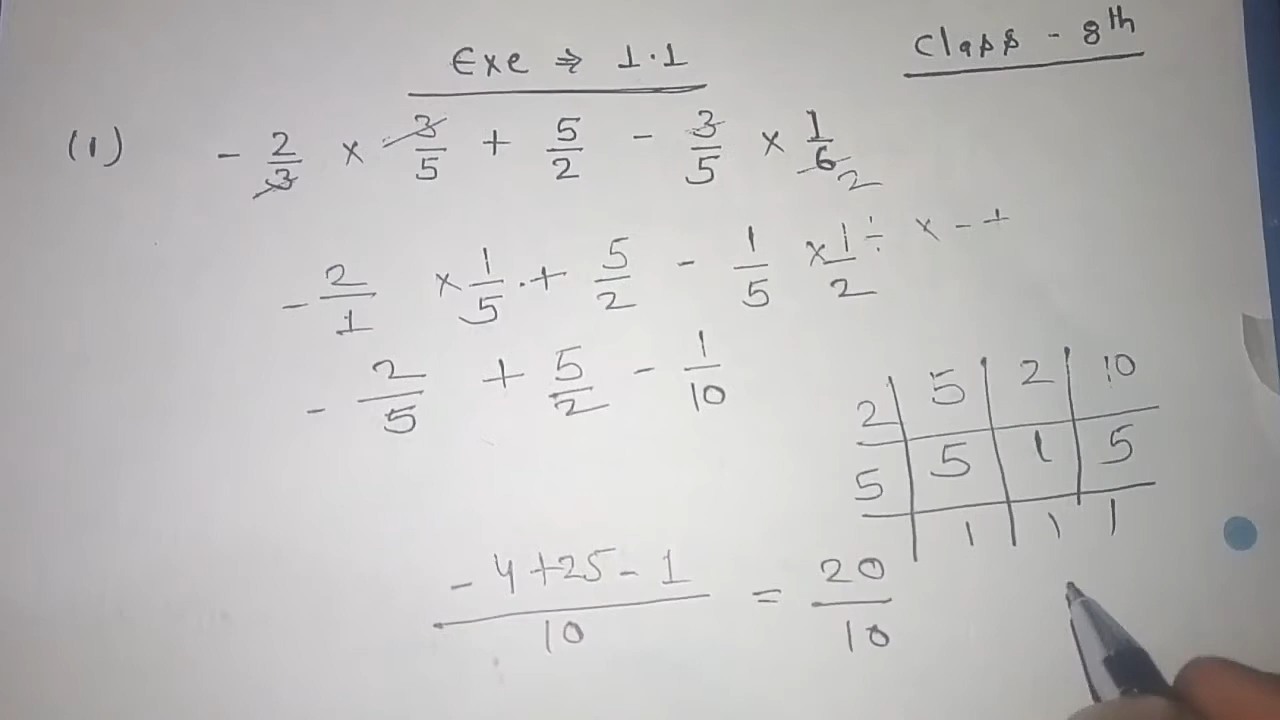 Exe ⇒ 1.1
Class - 8th
(1) - 2/3 × 3/5 + 5/2 - 3/5 × 1/6 2
- 2/1 × 1/5 . + 5/2 - 1/5 × 1/2 ÷ × - +
- 2/5 + 5/2 - 1/10
2 | 5 | 2 | 10
5 | 5 | 1 | 5
| 1 | 1 | 1
- 4 + 25 - 1 / 10 = 20 / 10